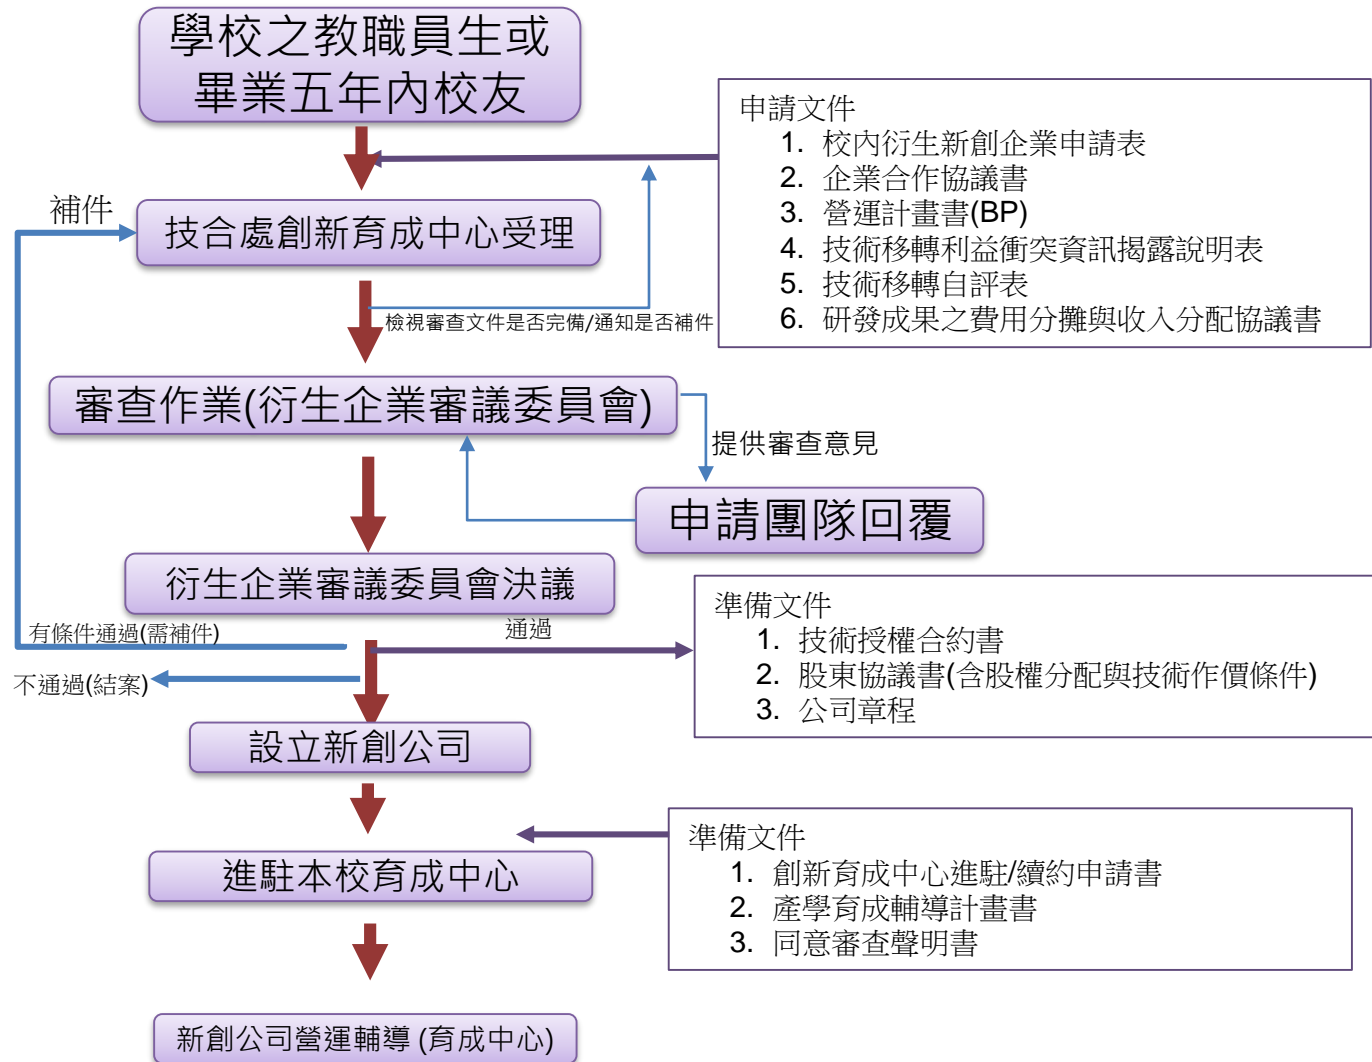 學校之教職員生或
畢業五年內校友
申請文件
1. 校內衍生新創企業申請表
2. 企業合作協議書
3. 營運計畫書(BP)
4. 技術移轉利益衝突資訊揭露說明表
5. 技術移轉自評表
6. 研發成果之費用分攤與收入分配協議書
補件
技合處創新育成中心受理
檢視審查文件是否完備/通知是否補件
審查作業(衍生企業審議委員會)
提供審查意見
申請團隊回覆
衍生企業審議委員會決議
有條件通過(需補件)
通過
不通過(結案)
準備文件
1. 技術授權合約書
2. 股東協議書(含股權分配與技術作價條件)
3. 公司章程
設立新創公司
準備文件
1. 創新育成中心進駐/續約申請書
2. 產學育成輔導計畫書
3. 同意審查聲明書
進駐本校育成中心
新創公司營運輔導 (育成中心)